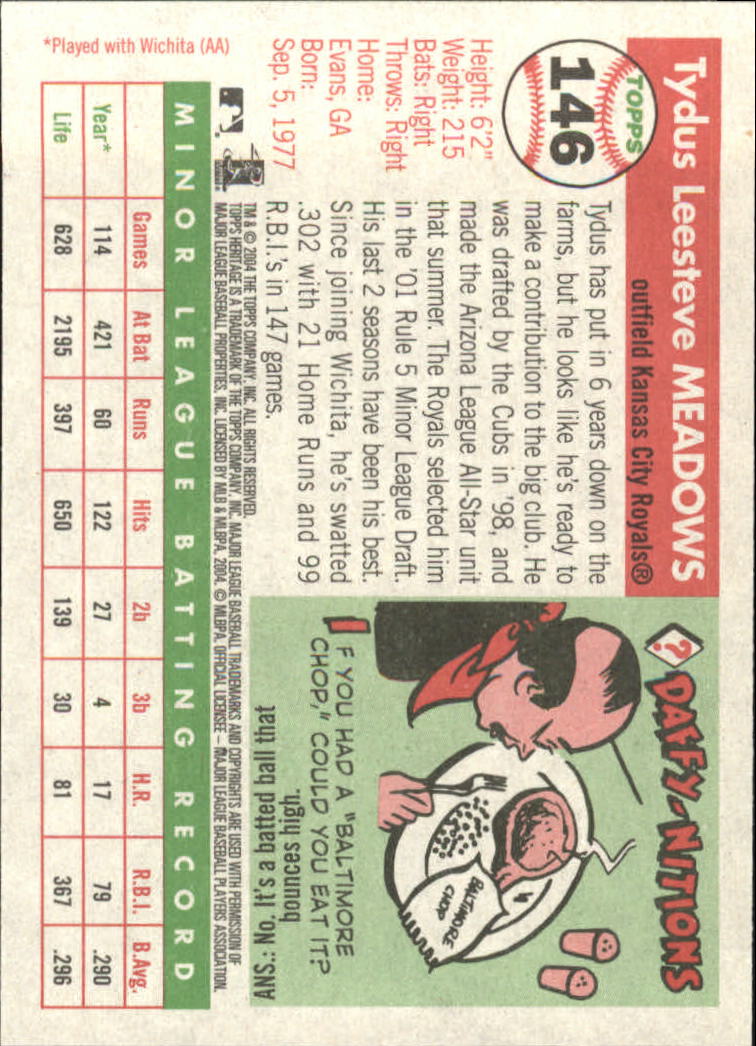 Tydus Leesteve MEADOWS
outfield Kansas City Royals®
TOPPS
146
Height: 6'2"
Weight: 215
Bats: Right
Throws: Right
Home:
Evans, GA
Born:
Sep. 5, 1977
Tydus has put in 6 years down on the
farms, but he looks like he's ready to
make a contribution to the big club. He
was drafted by the Cubs in '98, and
made the Arizona League All-Star unit
that summer. The Royals selected him
in the '01 Rule 5 Minor League Draft.
His last 2 seasons have been his best.
Since joining Wichita, he's swatted
.302 with 21 Home Runs and 99
R.B.I.'s in 147 games.
? DAFFY-NITIONS
BALTIMORE
CHOP
IF YOU HAD A "BALTIMORE
CHOP," COULD YOU EAT IT?
ANS.: No. It's a batted ball that
bounces high.
TM & © 2004 THE TOPPS COMPANY, INC. ALL RIGHTS RESERVED.
TOPPS HERITAGE IS A TRADEMARK OF THE TOPPS COMPANY, INC. MAJOR LEAGUE BASEBALL TRADEMARKS AND COPYRIGHTS ARE USED WITH PERMISSION OF
MAJOR LEAGUE BASEBALL PROPERTIES, INC. LICENSED BY MLB & MLBPA, 2004. © MLBPA, OFFICIAL LICENSEE – MAJOR LEAGUE BASEBALL PLAYERS ASSOCIATION.
MINOR LEAGUE BATTING RECORD
Games At Bat Runs Hits 2b 3b H.R. R.B.I. B.Avg.
Year* 114 421 60 122 27 4 17 79 .290
Life 628 2195 397 650 139 30 81 367 .296
*Played with Wichita (AA)